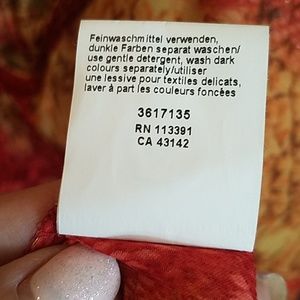 Feinwaschmittel verwenden,
dunkle Farben separat waschen/
use gentle detergent, wash dark
colours separately/utiliser
une lessive pour textiles delicats,
laver à part les couleurs foncées
3617135
RN 113391
CA 43142